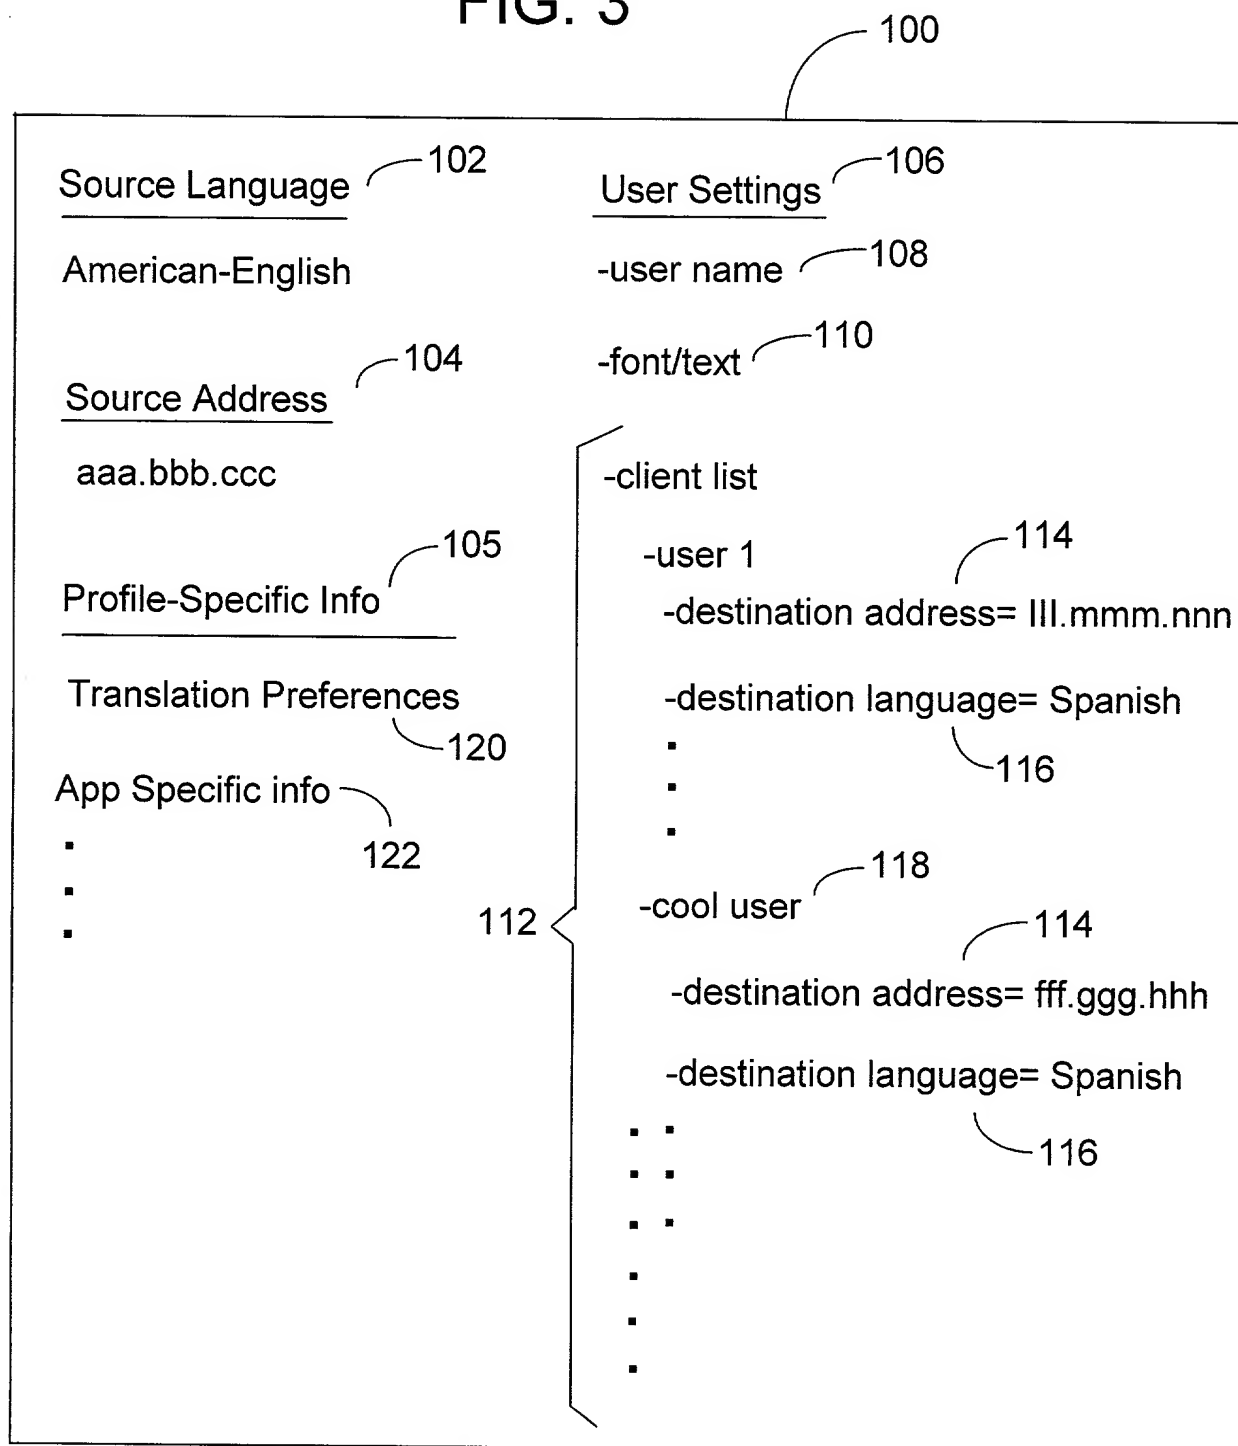 FIG. 3
100
Source Language 102
American-English
Source Address 104
aaa.bbb.ccc
Profile-Specific Info 105
Translation Preferences
120
App Specific info
122
User Settings 106
-user name 108
-font/text 110
112
-client list
-user 1
114
-destination address= lll.mmm.nnn
-destination language= Spanish
116
-cool user 118
114
-destination address= fff.ggg.hhh
-destination language= Spanish
116